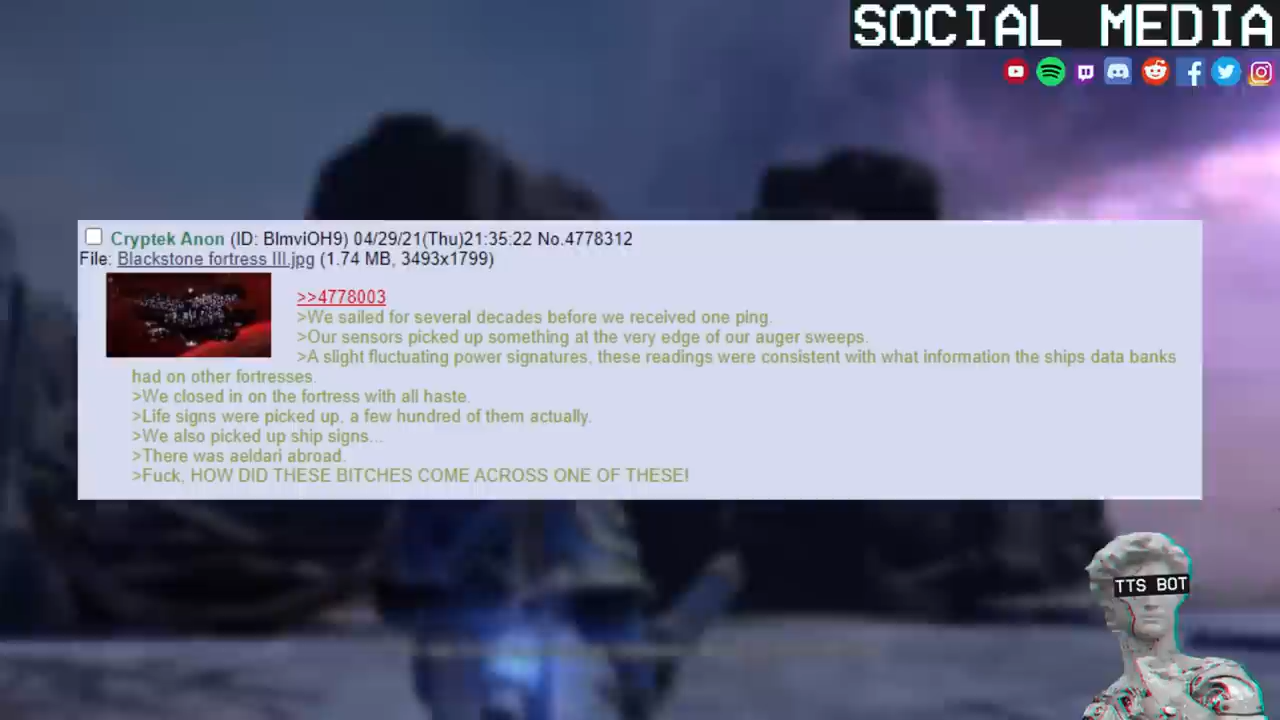 SOCIAL MEDIA
Cryptek Anon (ID: BlmviOH9) 04/29/21(Thu)21:35:22 No.4778312
File: Blackstone fortress III.jpg (1.74 MB, 3493x1799)
>>4778003
>We sailed for several decades before we received one ping.
>Our sensors picked up something at the very edge of our auger sweeps.
>A slight fluctuating power signatures, these readings were consistent with what information the ships data banks
had on other fortresses.
>We closed in on the fortress with all haste.
>Life signs were picked up, a few hundred of them actually.
>We also picked up ship signs...
>There was aeldari abroad.
>Fuck, HOW DID THESE BITCHES COME ACROSS ONE OF THESE!
TTS BOT